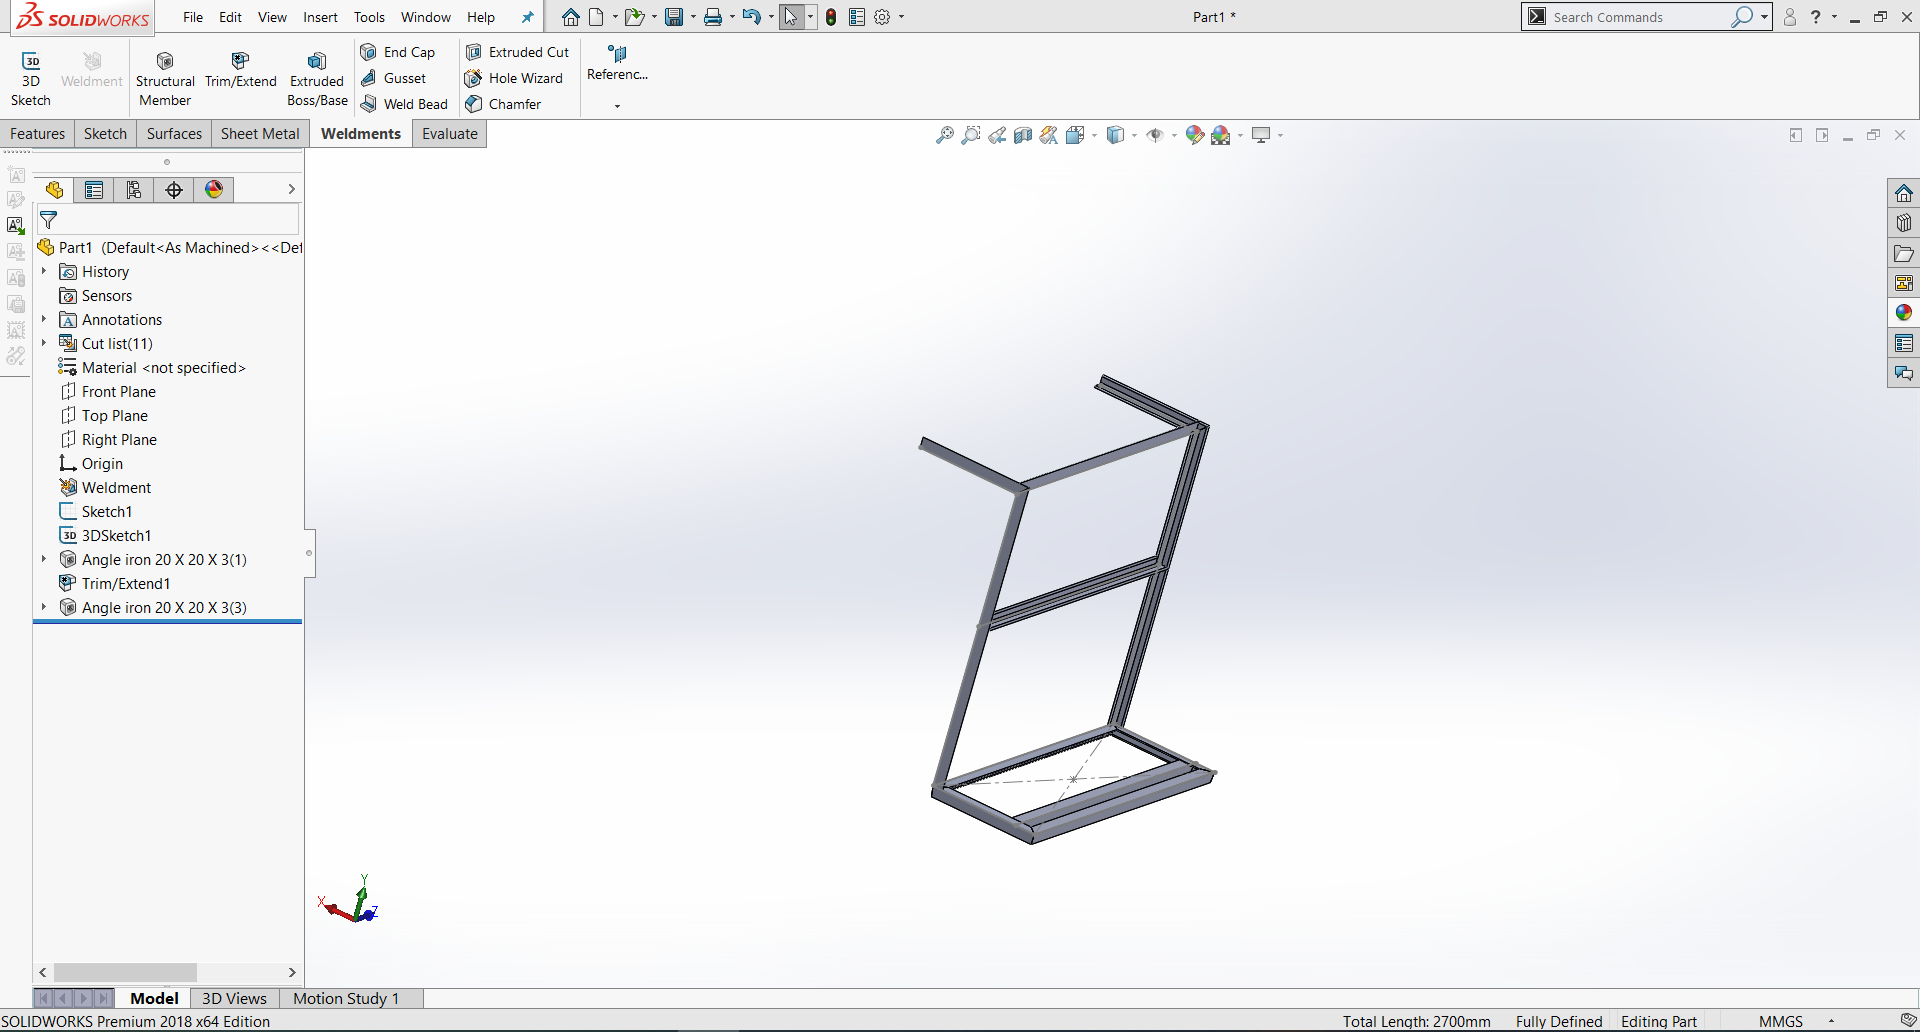 SOLIDWORKS File Edit View Insert Tools Window Help Part1 * Search Commands ?
3D Sketch
Weldment
Structural Member
Trim/Extend
Extruded Boss/Base
End Cap
Gusset
Weld Bead
Extruded Cut
Hole Wizard
Chamfer
Referenc...
Features Sketch Surfaces Sheet Metal Weldments Evaluate
Part1 (Default<As Machined><<Def
History
Sensors
Annotations
Cut list(11)
Material <not specified>
Front Plane
Top Plane
Right Plane
Origin
Weldment
Sketch1
3DSketch1
Angle iron 20 X 20 X 3(1)
Trim/Extend1
Angle iron 20 X 20 X 3(3)
Y
X
Z
Model 3D Views Motion Study 1
SOLIDWORKS Premium 2018 x64 Edition Total Length: 2700mm Fully Defined Editing Part MMGS